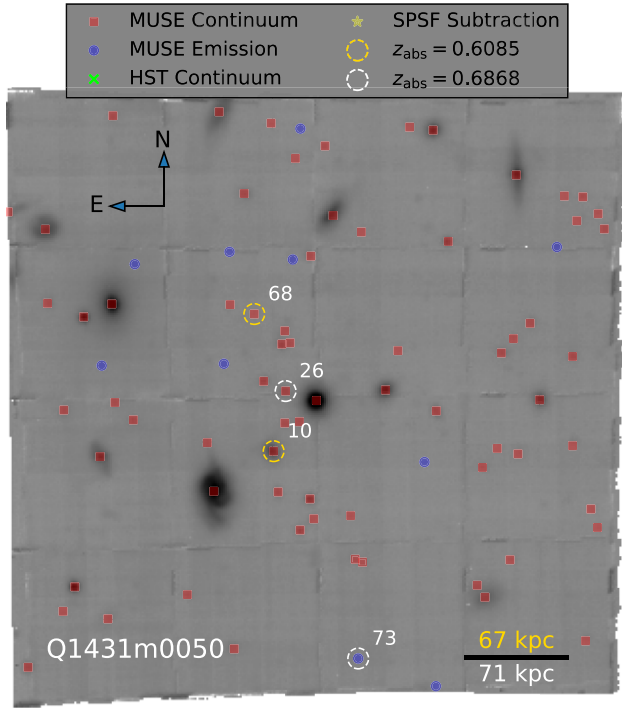 MUSE Continuum
MUSE Emission
HST Continuum
SPSF Subtraction
z_abs = 0.6085
z_abs = 0.6868
N
E
68
26
10
73
Q1431m0050
67 kpc
71 kpc